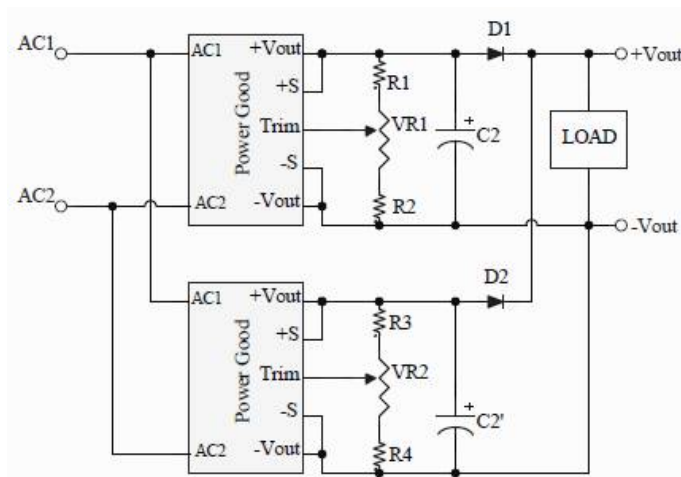 D1
AC1
AC1
+Vout
+Vout
+S
R1
Power Good
Trim
VR1
+
C2
LOAD
-S
AC2
AC2
-Vout
R2
-Vout
D2
AC1
+Vout
+S
R3
Power Good
Trim
VR2
+
C2'
-S
AC2
-Vout
R4